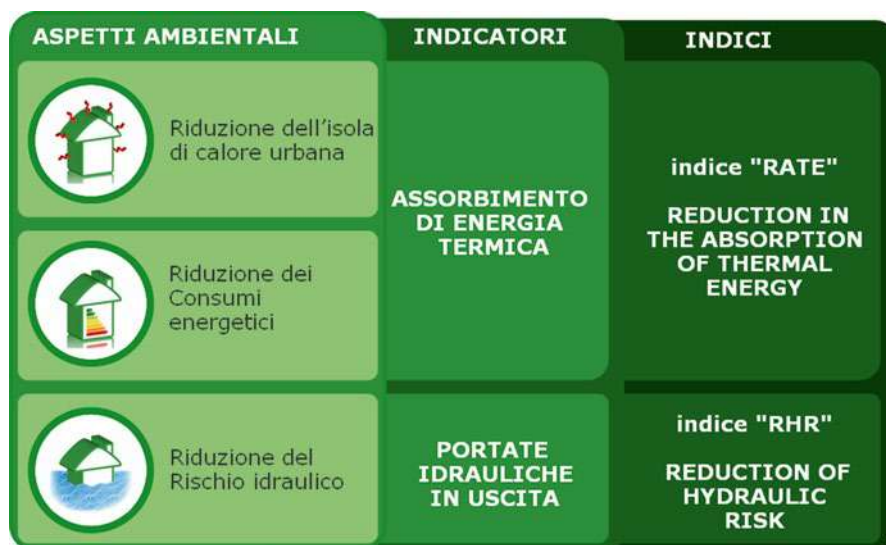 ASPETTI AMBIENTALI
INDICATORI
INDICI
Riduzione dell'isola
di calore urbana
Riduzione dei
Consumi
energetici
ASSORBIMENTO
DI ENERGIA
TERMICA
indice "RATE"
REDUCTION IN
THE ABSORPTION
OF THERMAL
ENERGY
Riduzione del
Rischio idraulico
PORTATE
IDRAULICHE
IN USCITA
indice "RHR"
REDUCTION OF
HYDRAULIC
RISK